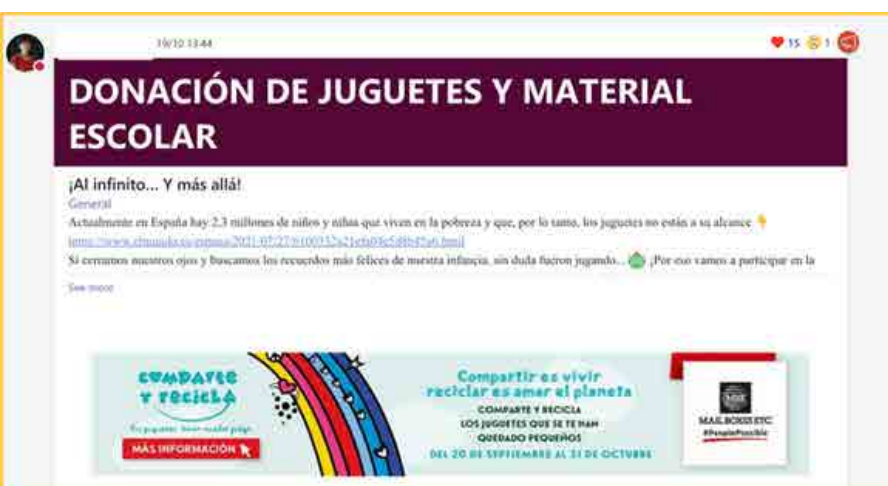 19/10 13:44
15 1
DONACIÓN DE JUGUETES Y MATERIAL
ESCOLAR
¡Al infinito... Y más allá!
General
Actualmente en España hay 2,3 millones de niños y niñas que viven en la pobreza y que, por lo tanto, los juguetes no están a su alcance
Si cerramos nuestros ojos y buscamos los recuerdos más felices de nuestra infancia, sin duda fueron jugando... ¡Por eso vamos a participar en la
See more
COMPARTE
Y RECICLA
MÁS INFORMACIÓN
Compartir es vivir
reciclar es amar el planeta
COMPARTE Y RECICLA
LOS JUGUETES QUE SE TE HAN
QUEDADO PEQUEÑOS
DEL 20 DE SEPTIEMBRE AL 31 DE OCTUBRE
MBE
MAIL BOXES ETC.
#PeoplePossible